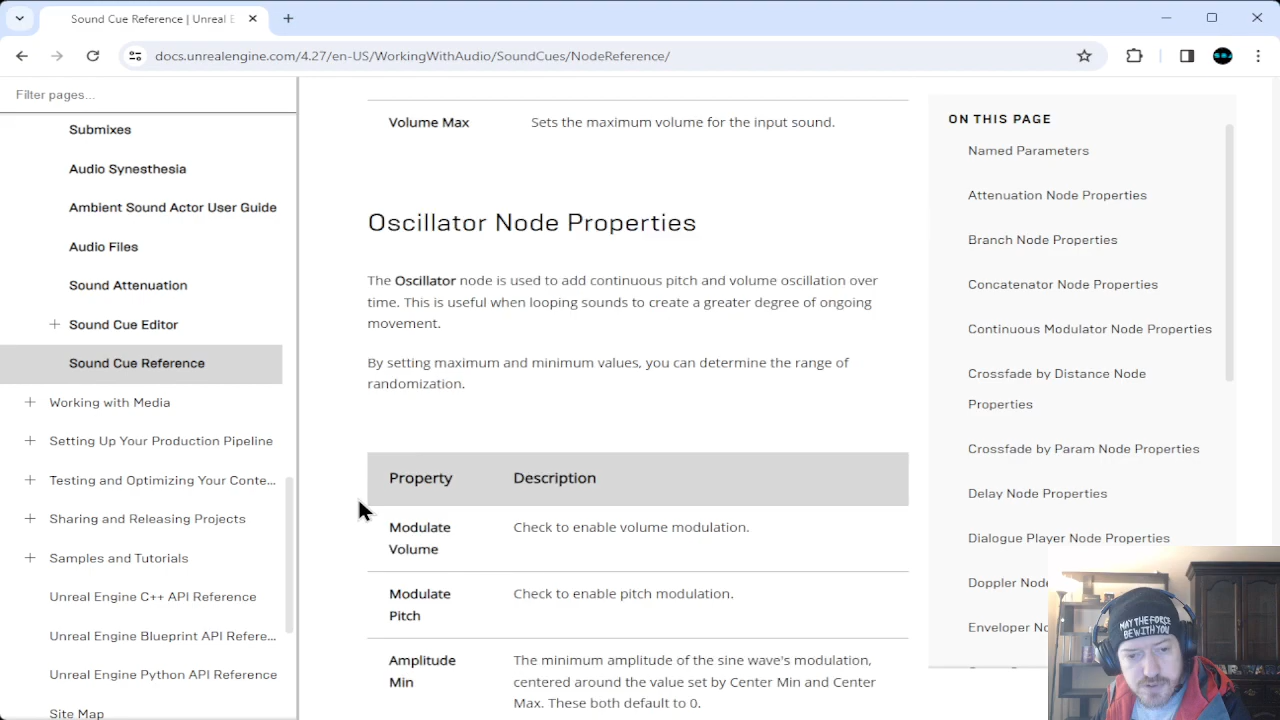 Sound Cue Reference | Unreal E
docs.unrealengine.com/4.27/en-US/WorkingWithAudio/SoundCues/NodeReference/
Filter pages...
Submixes
Audio Synesthesia
Ambient Sound Actor User Guide
Audio Files
Sound Attenuation
Sound Cue Editor
Sound Cue Reference
Working with Media
Setting Up Your Production Pipeline
Testing and Optimizing Your Conte...
Sharing and Releasing Projects
Samples and Tutorials
Unreal Engine C++ API Reference
Unreal Engine Blueprint API Refere...
Unreal Engine Python API Reference
Site Map
Volume Max Sets the maximum volume for the input sound.
Oscillator Node Properties
The Oscillator node is used to add continuous pitch and volume oscillation over
time. This is useful when looping sounds to create a greater degree of ongoing
movement.
By setting maximum and minimum values, you can determine the range of
randomization.
Property Description
Modulate Check to enable volume modulation.
Volume
Modulate Check to enable pitch modulation.
Pitch
Amplitude The minimum amplitude of the sine wave's modulation,
Min centered around the value set by Center Min and Center
Max. These both default to 0.
ON THIS PAGE
Named Parameters
Attenuation Node Properties
Branch Node Properties
Concatenator Node Properties
Continuous Modulator Node Properties
Crossfade by Distance Node
Properties
Crossfade by Param Node Properties
Delay Node Properties
Dialogue Player Node Properties
Doppler Node
Enveloper No
MAY THE FORCE
BE WITH YOU